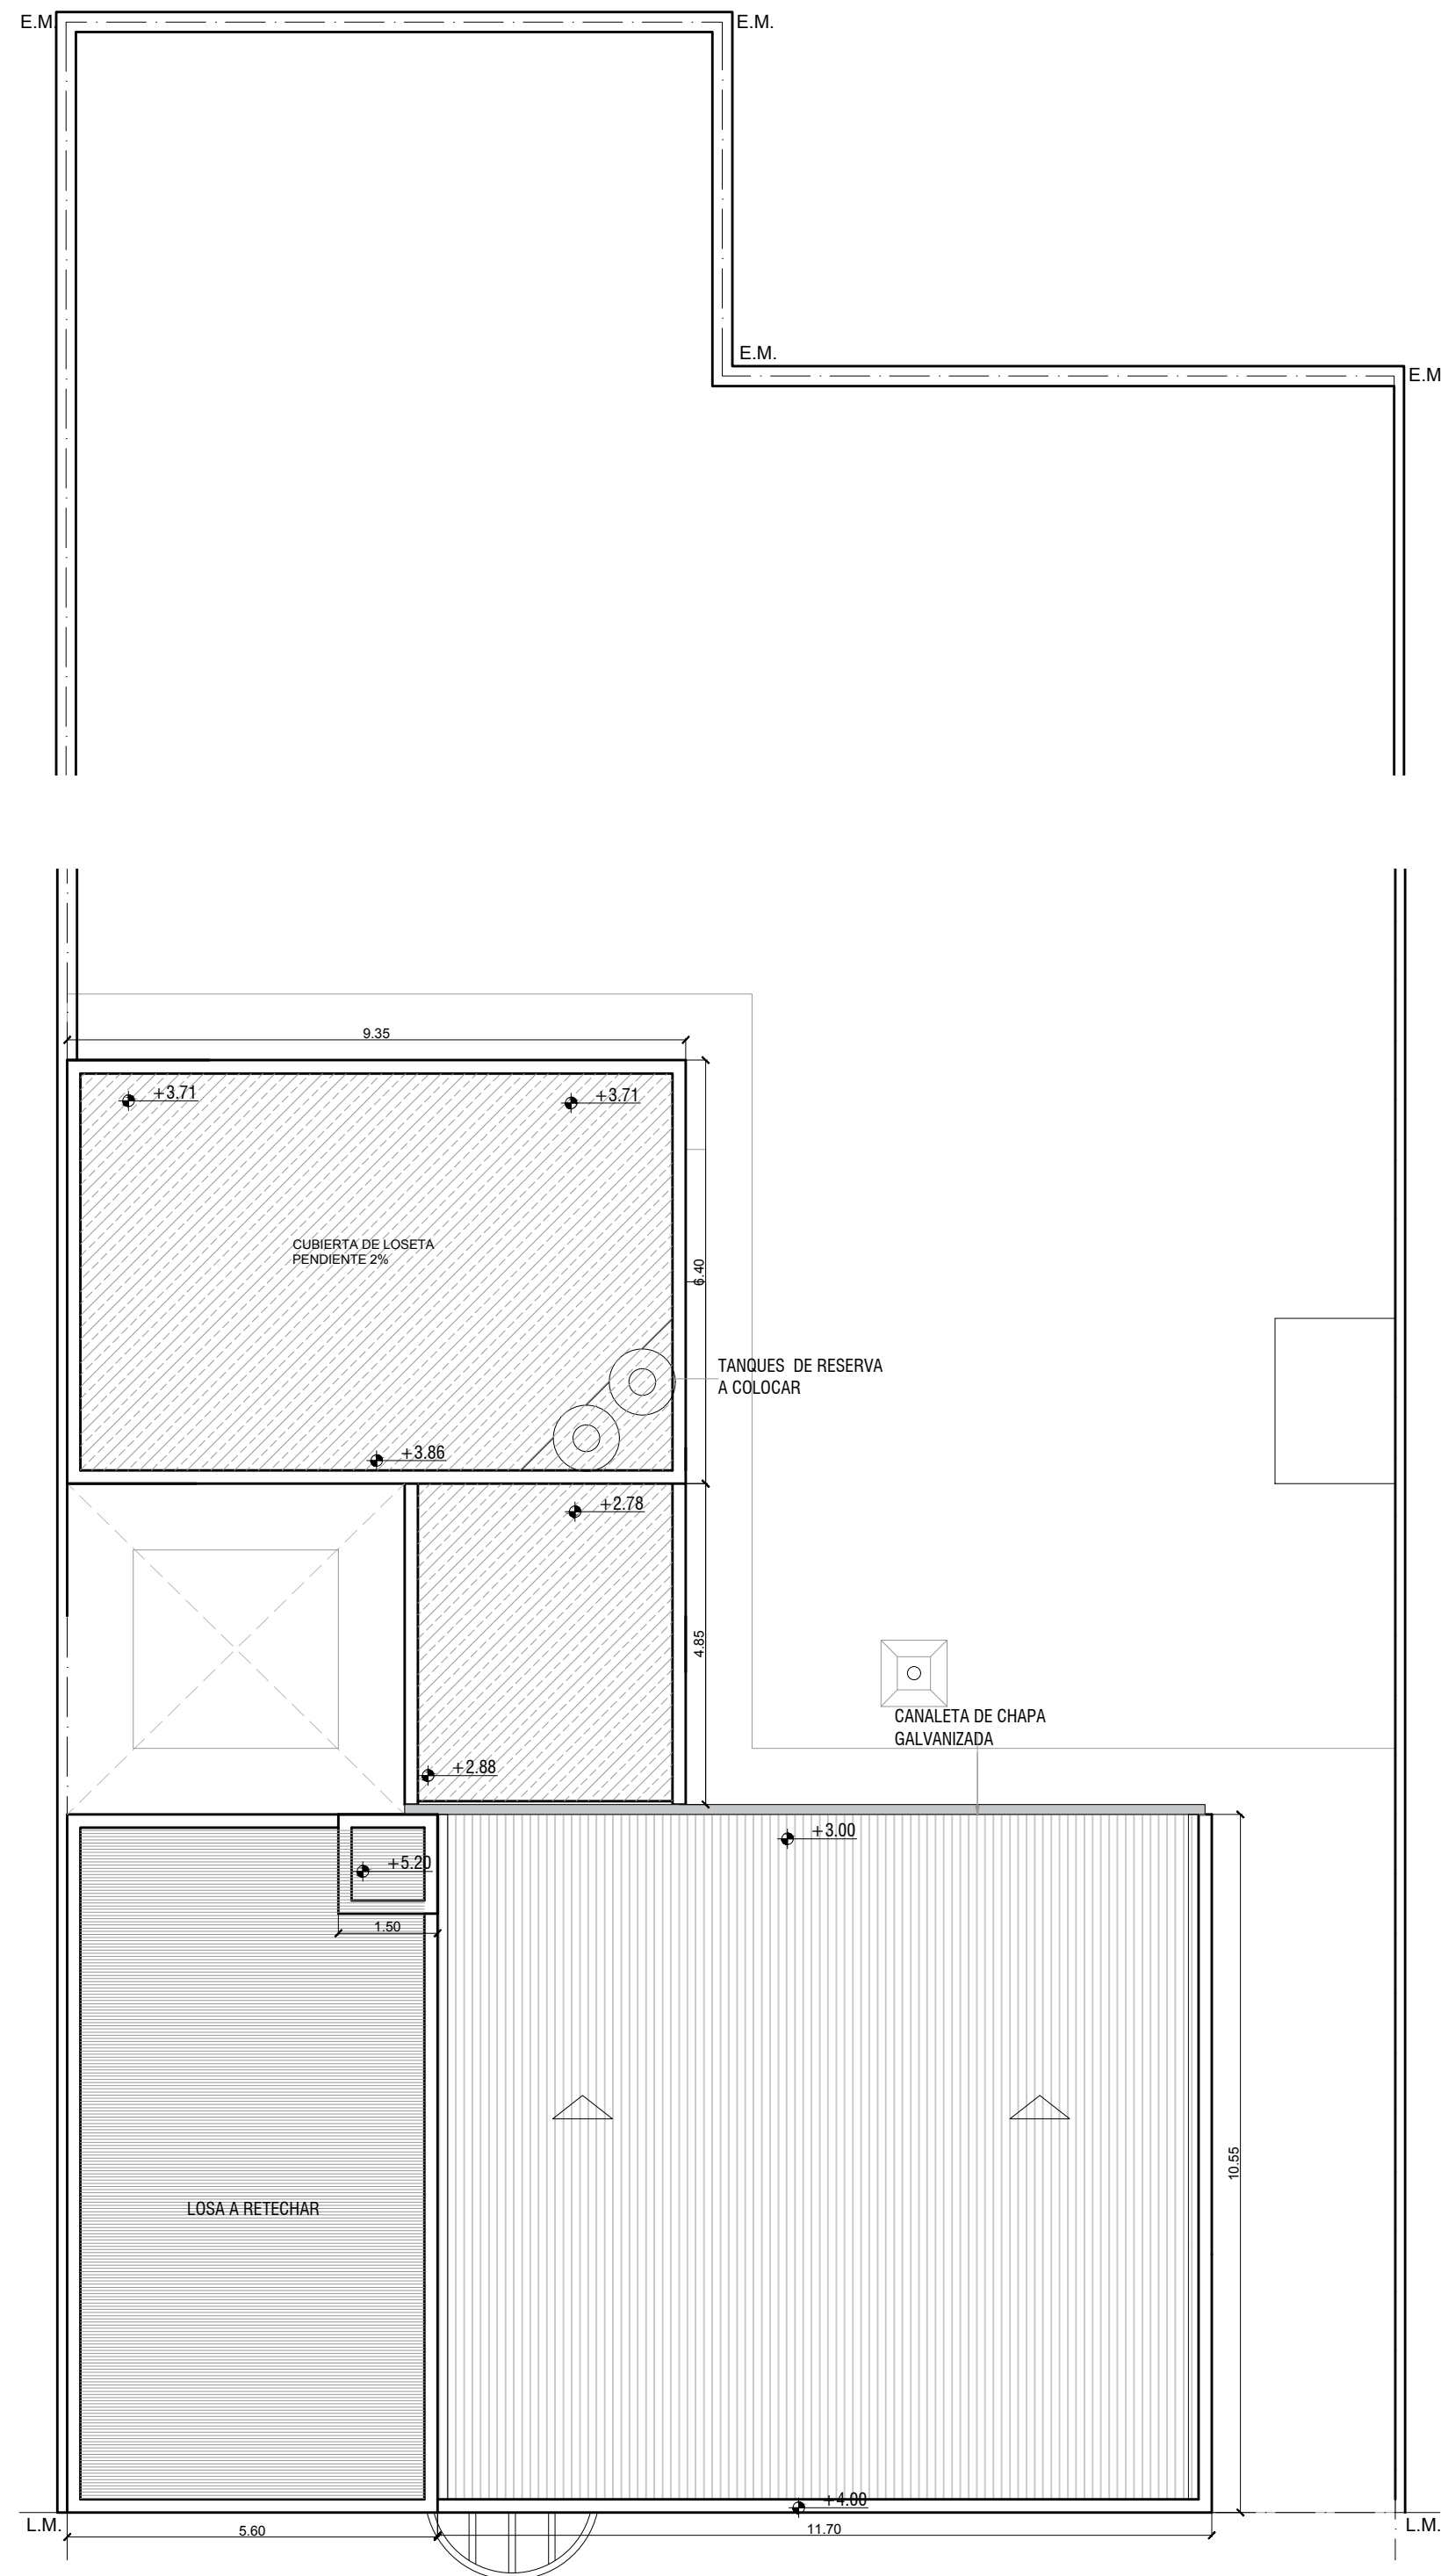 E.M.
E.M.
E.M.
E.M
9.35
+3.71
+3.71
CUBIERTA DE LOSETA
PENDIENTE 2%
6.40
TANQUES DE RESERVA
A COLOCAR
+3.86
+2.78
4.85
CANALETA DE CHAPA
GALVANIZADA
+2.88
+3.00
+5.20
1.50
10.55
LOSA A RETECHAR
+4.00
L.M.
5.60
11.70
L.M.